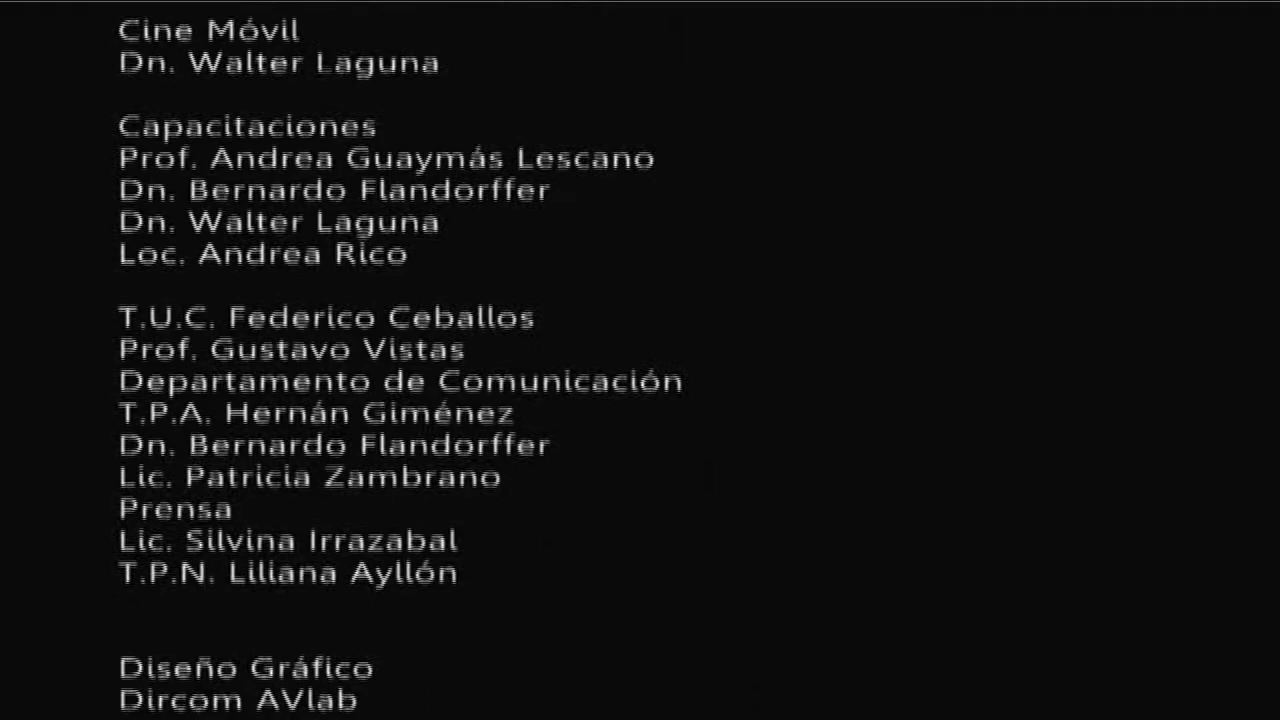 Cine Móvil
Dn. Walter Laguna
Capacitaciones
Prof. Andrea Guaymás Lescano
Dn. Bernardo Flandorffer
Dn. Walter Laguna
Loc. Andrea Rico
T.U.C. Federico Ceballos
Prof. Gustavo Vistas
Departamento de Comunicación
T.P.A. Hernán Giménez
Dn. Bernardo Flandorffer
Lic. Patricia Zambrano
Prensa
Lic. Silvina Irrazabal
T.P.N. Liliana Ayllón
Diseño Gráfico
Dircom AVlab